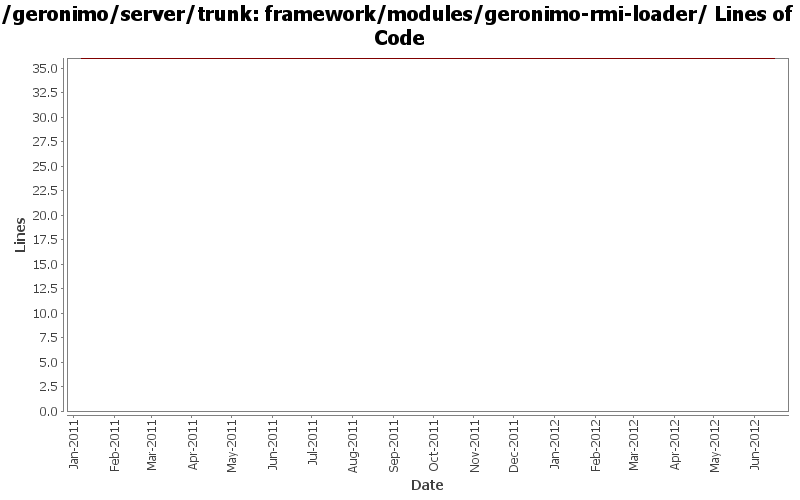 /geronimo/server/trunk: framework/modules/geronimo-rmi-loader/ Lines of
Code
35.0
32.5
30.0
27.5
25.0
22.5
20.0
17.5
15.0
12.5
10.0
7.5
5.0
2.5
0.0
Lines
Jan-2011
Feb-2011
Mar-2011
Apr-2011
May-2011
Jun-2011
Jul-2011
Aug-2011
Sep-2011
Oct-2011
Nov-2011
Dec-2011
Jan-2012
Feb-2012
Mar-2012
Apr-2012
May-2012
Jun-2012
Date